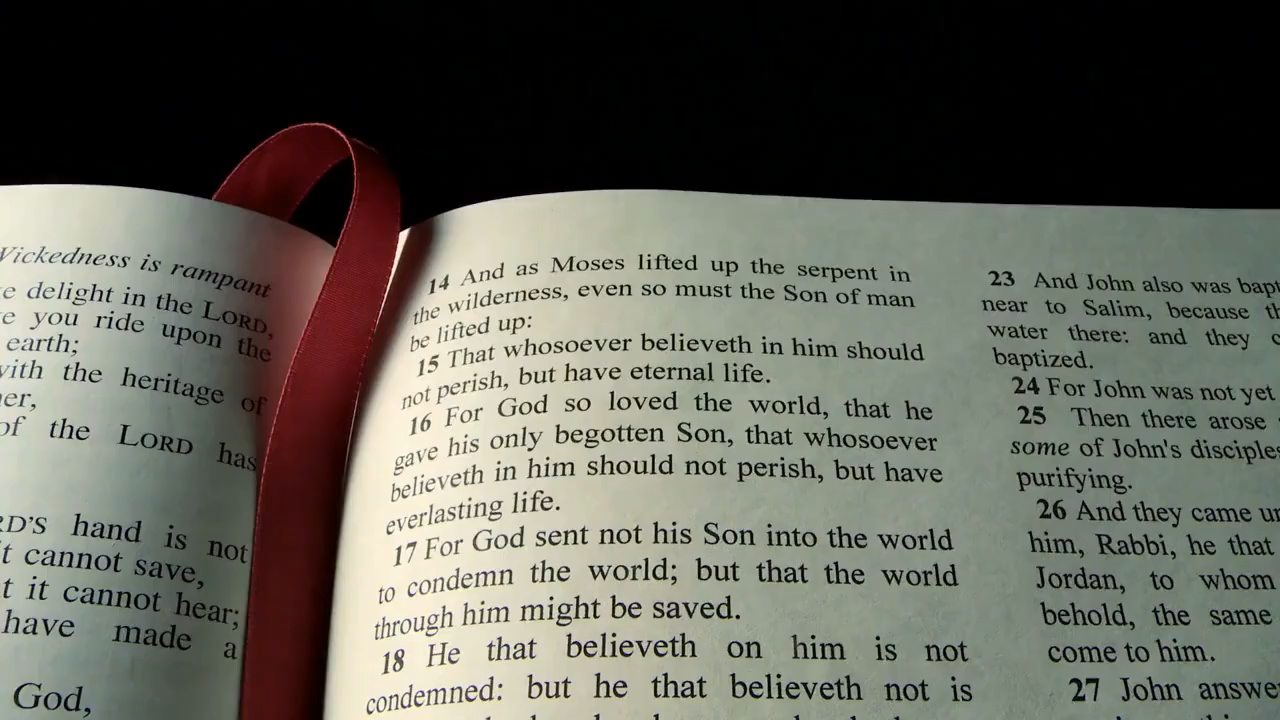 Wickedness is rampant
delight in the LORD,
you ride upon the
earth;
with the heritage of
of the LORD has
LORD'S hand is not
it cannot save,
it cannot hear;
have made a
God,
14 And as Moses lifted up the serpent in
the wilderness, even so must the Son of man
be lifted up:
15 That whosoever believeth in him should
not perish, but have eternal life.
16 For God so loved the world, that he
gave his only begotten Son, that whosoever
believeth in him should not perish, but have
everlasting life.
17 For God sent not his Son into the world
to condemn the world; but that the world
through him might be saved.
18 He that believeth on him is not
condemned: but he that believeth not is
23 And John also was bapt
near to Salim, because th
water there: and they c
baptized.
24 For John was not yet
25 Then there arose
some of John's disciples
purifying.
26 And they came un
him, Rabbi, he that
Jordan, to whom
behold, the same
come to him.
27 John answe